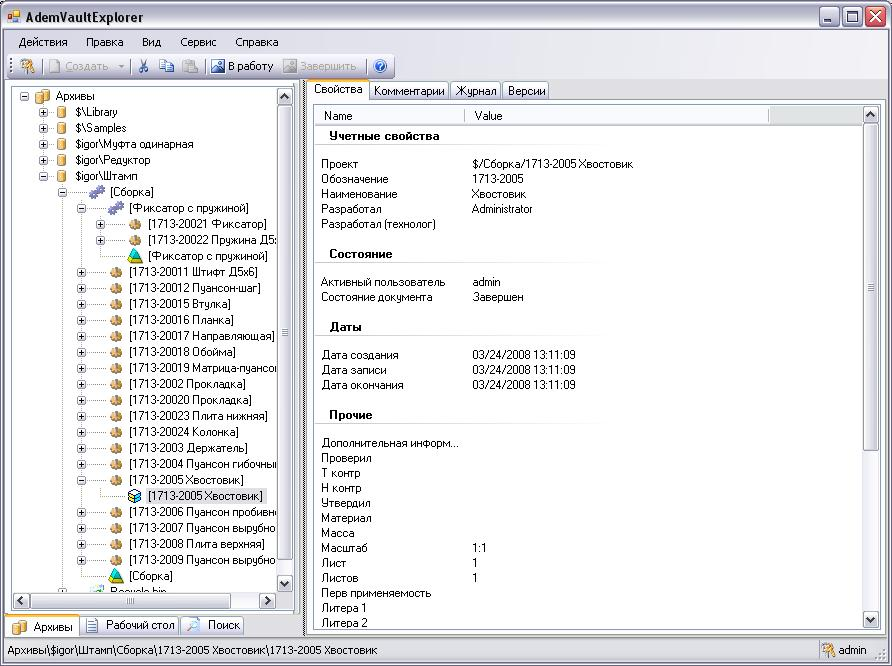 AdemVaultExplorer
Действия Правка Вид Сервис Справка
Создать В работу Завершить
Архивы
$\Library
$\Samples
$igor\Муфта одинарная
$igor\Редуктор
$igor\Штамп
[Сборка]
[Фиксатор с пружиной]
[1713-20021 Фиксатор]
[1713-20022 Пружина Д5
[Фиксатор с пружиной]
[1713-20011 Штифт Д5х6]
[1713-20012 Пуансон-шаг]
[1713-20015 Втулка]
[1713-20016 Планка]
[1713-20017 Направляющая]
[1713-20018 Обойма]
[1713-20019 Матрица-пуансо
[1713-2002 Прокладка]
[1713-20020 Прокладка]
[1713-20023 Плита нижняя]
[1713-20024 Колонка]
[1713-2003 Держатель]
[1713-2004 Пуансон гибочны
[1713-2005 Хвостовик]
[1713-2005 Хвостовик]
[1713-2006 Пуансон пробивн
[1713-2007 Пуансон вырубно
[1713-2008 Плита верхняя]
[1713-2009 Пуансон вырубно
[Сборка]
Recycle bin
Архивы Рабочий стол Поиск
Свойства Комментарии Журнал Версии
Name Value
Учетные свойства
Проект $/Сборка/1713-2005 Хвостовик
Обозначение 1713-2005
Наименование Хвостовик
Разработал Administrator
Разработал (технолог)
Состояние
Активный пользователь admin
Состояние документа Завершен
Даты
Дата создания 03/24/2008 13:11:09
Дата записи 03/24/2008 13:11:09
Дата окончания 03/24/2008 13:11:09
Прочие
Дополнительная информ...
Проверил
Т контр
Н контр
Утвердил
Материал
Масса
Масштаб 1:1
Лист 1
Листов 1
Перв применяемость
Литера 1
Литера 2
Архивы\$igor\Штамп\Сборка\1713-2005 Хвостовик\1713-2005 Хвостовик admin